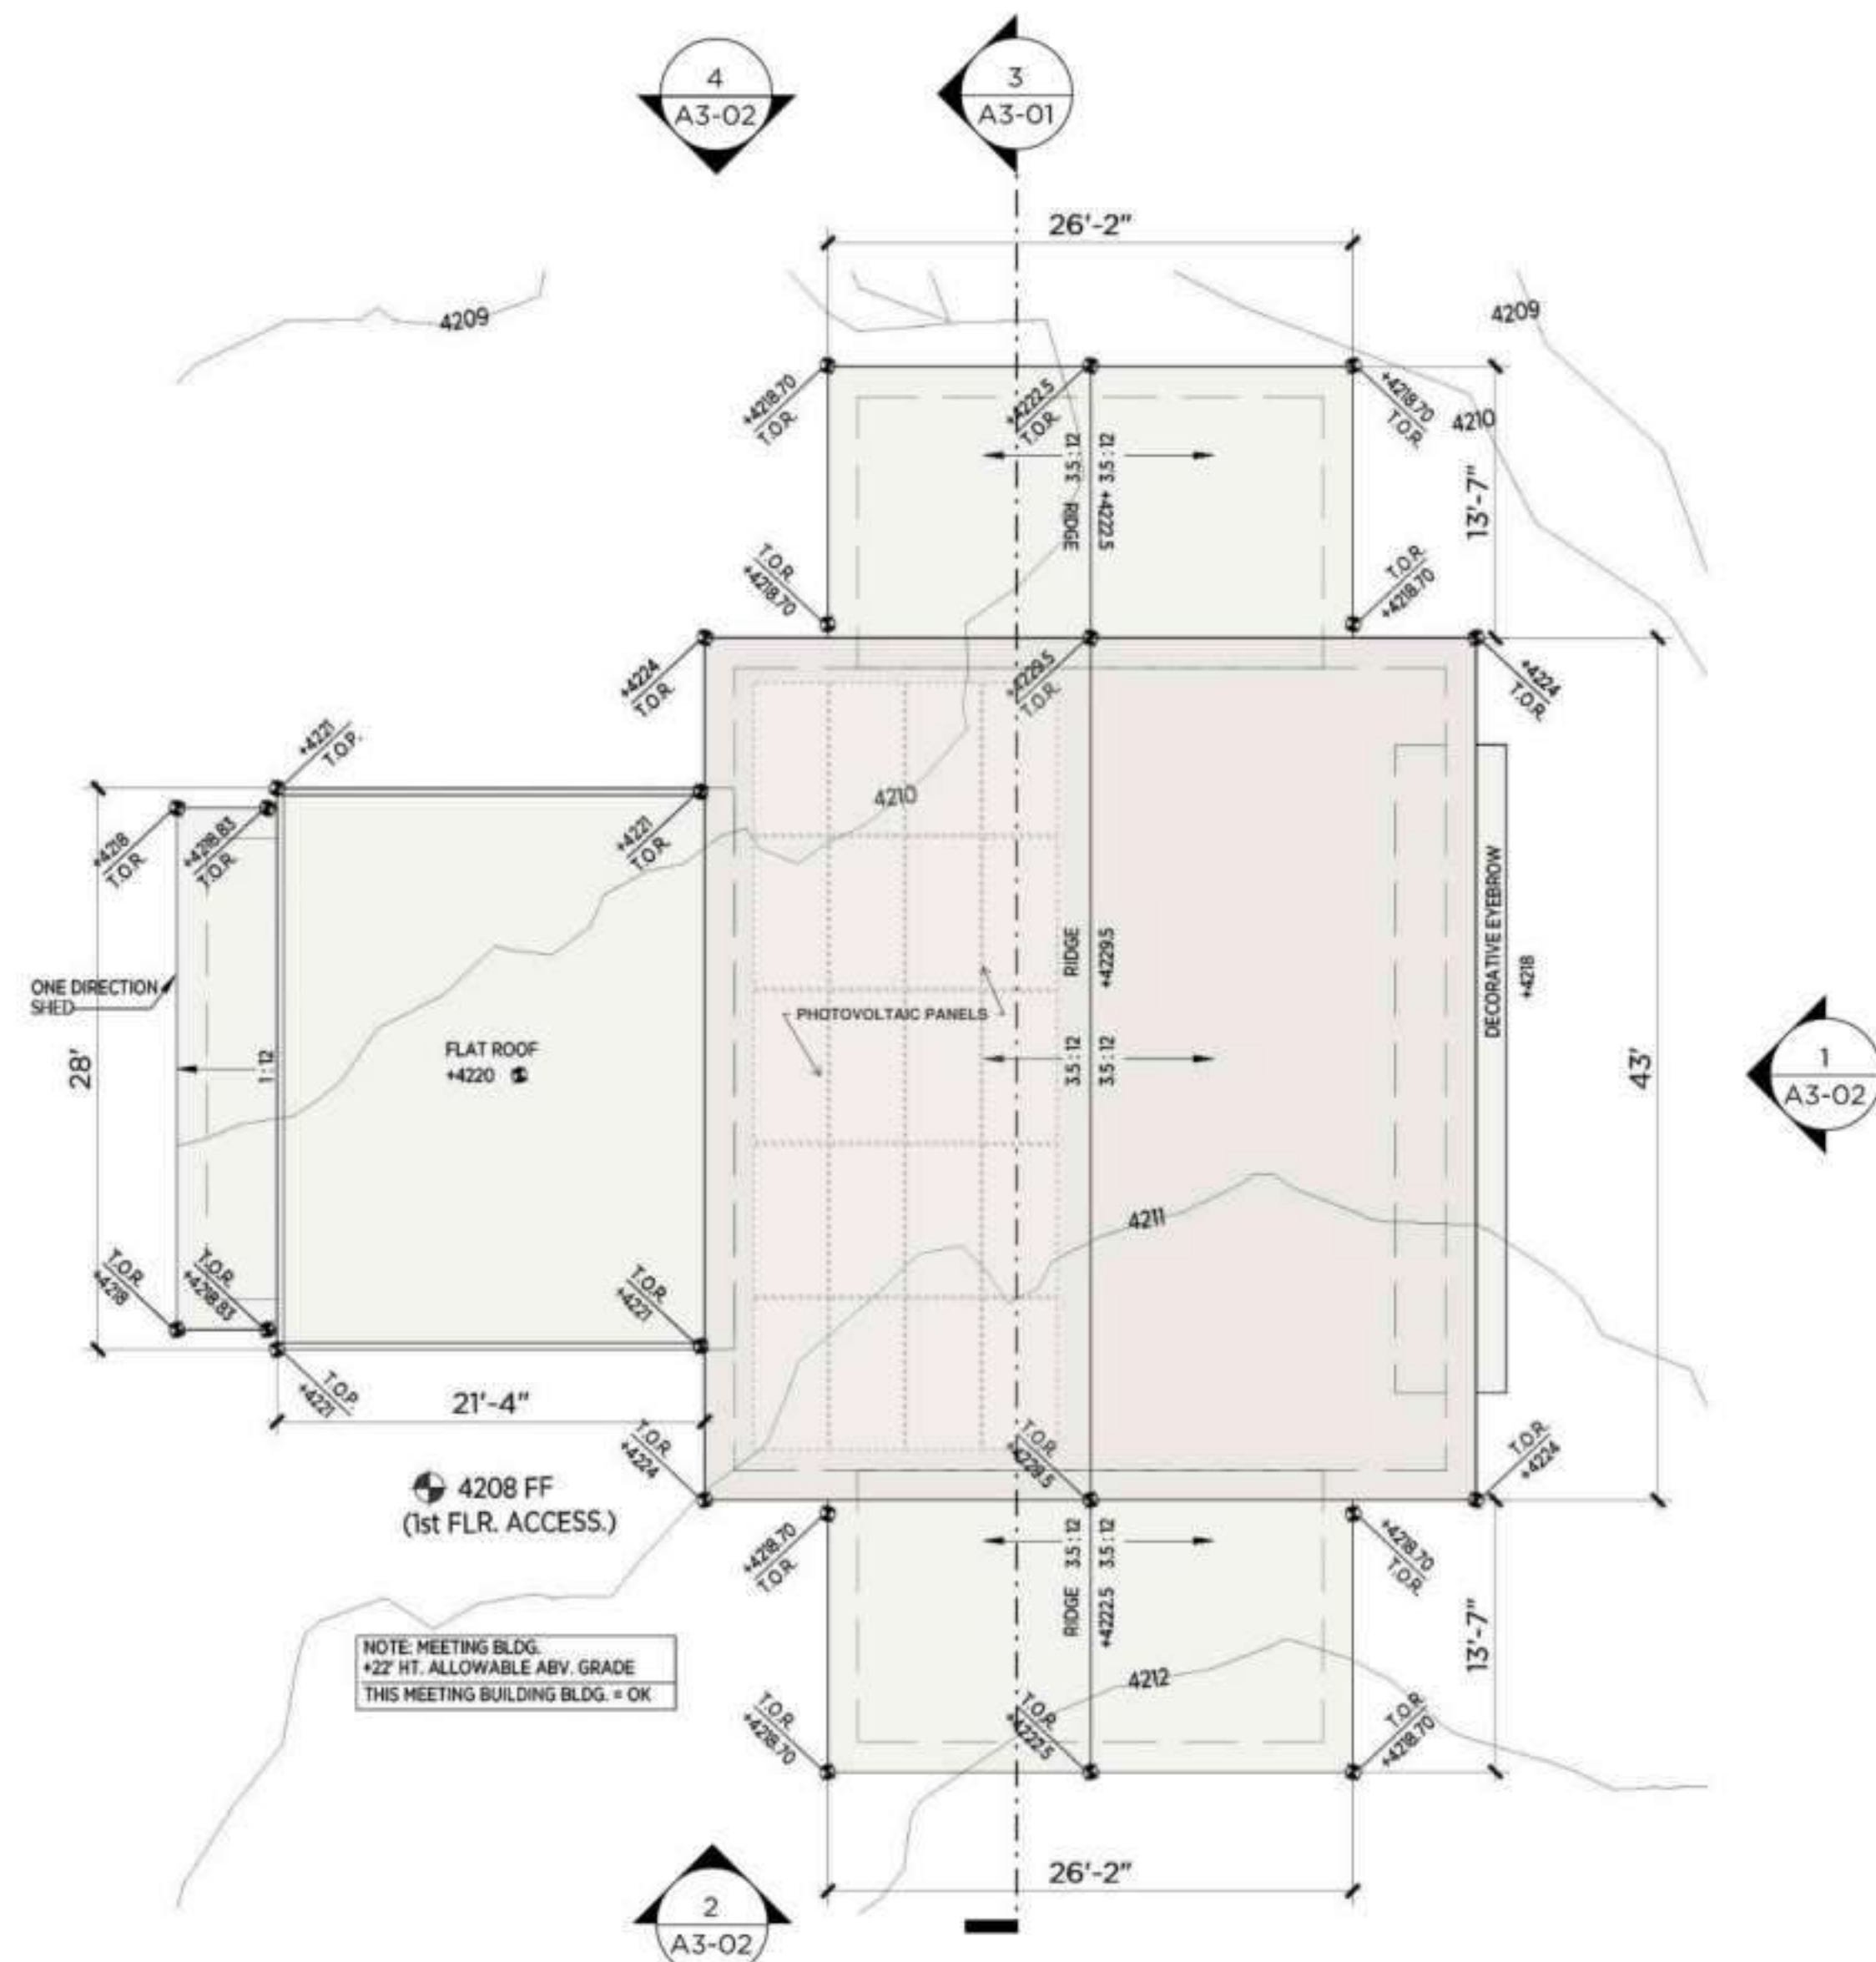 4
A3-02
3
A3-01
26'-2"
4209
4209
+4218.70
T.O.R.
+4222.5
T.O.R.
+4218.70
T.O.R.
4210
3.5 : 12
3.5 : 12
RIDGE
+4222.5
13'-7"
T.O.R.
+4218.70
T.O.R.
+4218.70
+4224
T.O.R.
+4229.5
T.O.R.
+4224
T.O.R.
+4221
T.O.P.
4210
+4218
T.O.R.
+4218.83
T.O.R.
+4221
T.O.R.
RIDGE
+4229.5
DECORATIVE EYEBROW
+4218
ONE DIRECTION
SHED
PHOTOVOLTAIC PANELS
28'
1 : 12
FLAT ROOF
+4220
3.5 : 12
3.5 : 12
43'
1
A3-02
4211
T.O.R.
+4218
T.O.R.
+4218.83
T.O.R.
+4221
T.O.P.
+4221
21'-4"
T.O.R.
+4224
T.O.R.
+4229.5
T.O.R.
+4224
4208 FF
(1st FLR. ACCESS.)
+4218.70
T.O.R.
3.5 : 12
3.5 : 12
+4218.70
T.O.R.
RIDGE
+4222.5
13'-7"
NOTE: MEETING BLDG.
+22' HT. ALLOWABLE ABV. GRADE
THIS MEETING BUILDING BLDG. = OK
4212
T.O.R.
+4218.70
T.O.R.
+4222.5
T.O.R.
+4218.70
26'-2"
2
A3-02